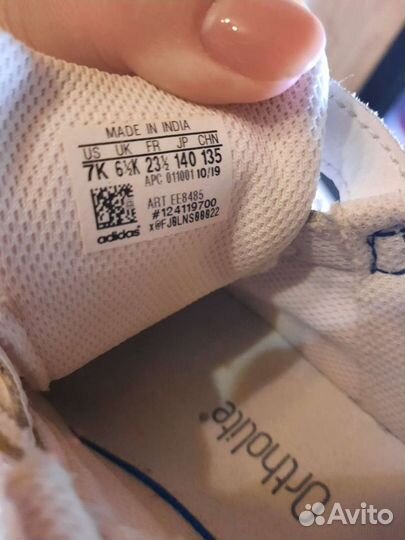 MADE IN INDIA
US UK FR JP CHN
7K 6½K 23½ 140 135
APC 011001 10/19
ART EE8485
#124119700
adidas x@FJ8LNS00022
Ortholite®
Avito